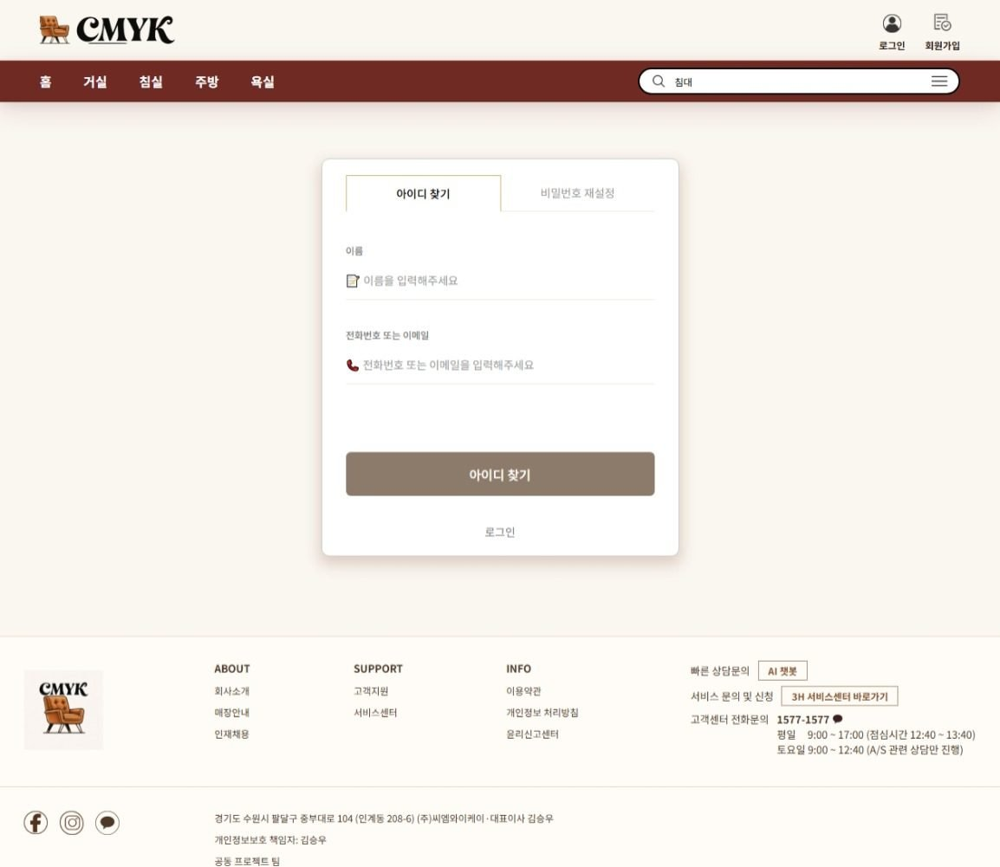 CMYK
로그인 회원가입
홈 거실 침실 주방 욕실 침대
아이디 찾기 비밀번호 재설정
이름
이름을 입력해주세요
전화번호 또는 이메일
전화번호 또는 이메일을 입력해주세요
아이디 찾기
로그인
CMYK
ABOUT
회사소개
매장안내
인재채용
SUPPORT
고객지원
서비스센터
INFO
이용약관
개인정보 처리방침
윤리신고센터
빠른 상담문의 AI 챗봇
서비스 문의 및 신청 3H 서비스센터 바로가기
고객센터 전화문의 1577-1577
평일 9:00 ~ 17:00 (점심시간 12:40 ~ 13:40)
토요일 9:00 ~ 12:40 (A/S 관련 상담만 진행)
경기도 수원시 팔달구 중부대로 104 (인계동 208-6) (주)씨엠와이케이 · 대표이사 김승우
개인정보보호 책임자: 김승우
공동 프로젝트 팀